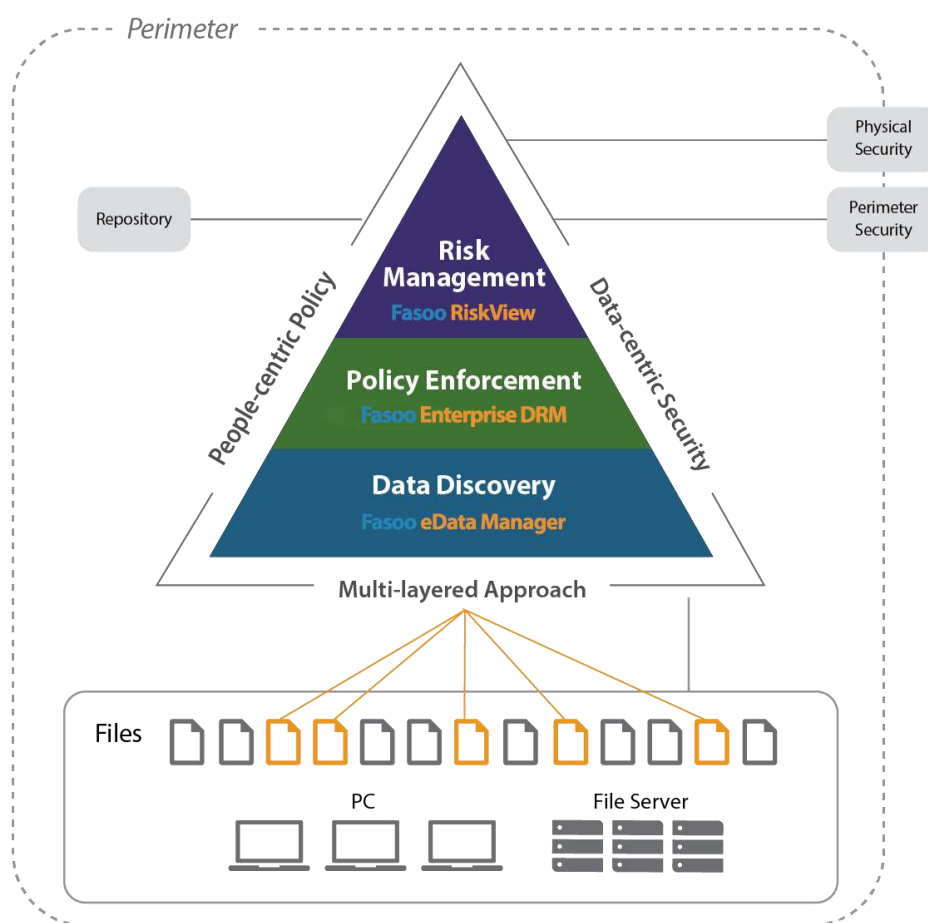 Perimeter
Physical
Security
Repository
Perimeter
Security
Risk
Management
Fasoo RiskView
People-centric Policy
Data-centric Security
Policy Enforcement
Fasoo Enterprise DRM
Data Discovery
Fasoo eData Manager
Multi-layered Approach
Files
PC
File Server